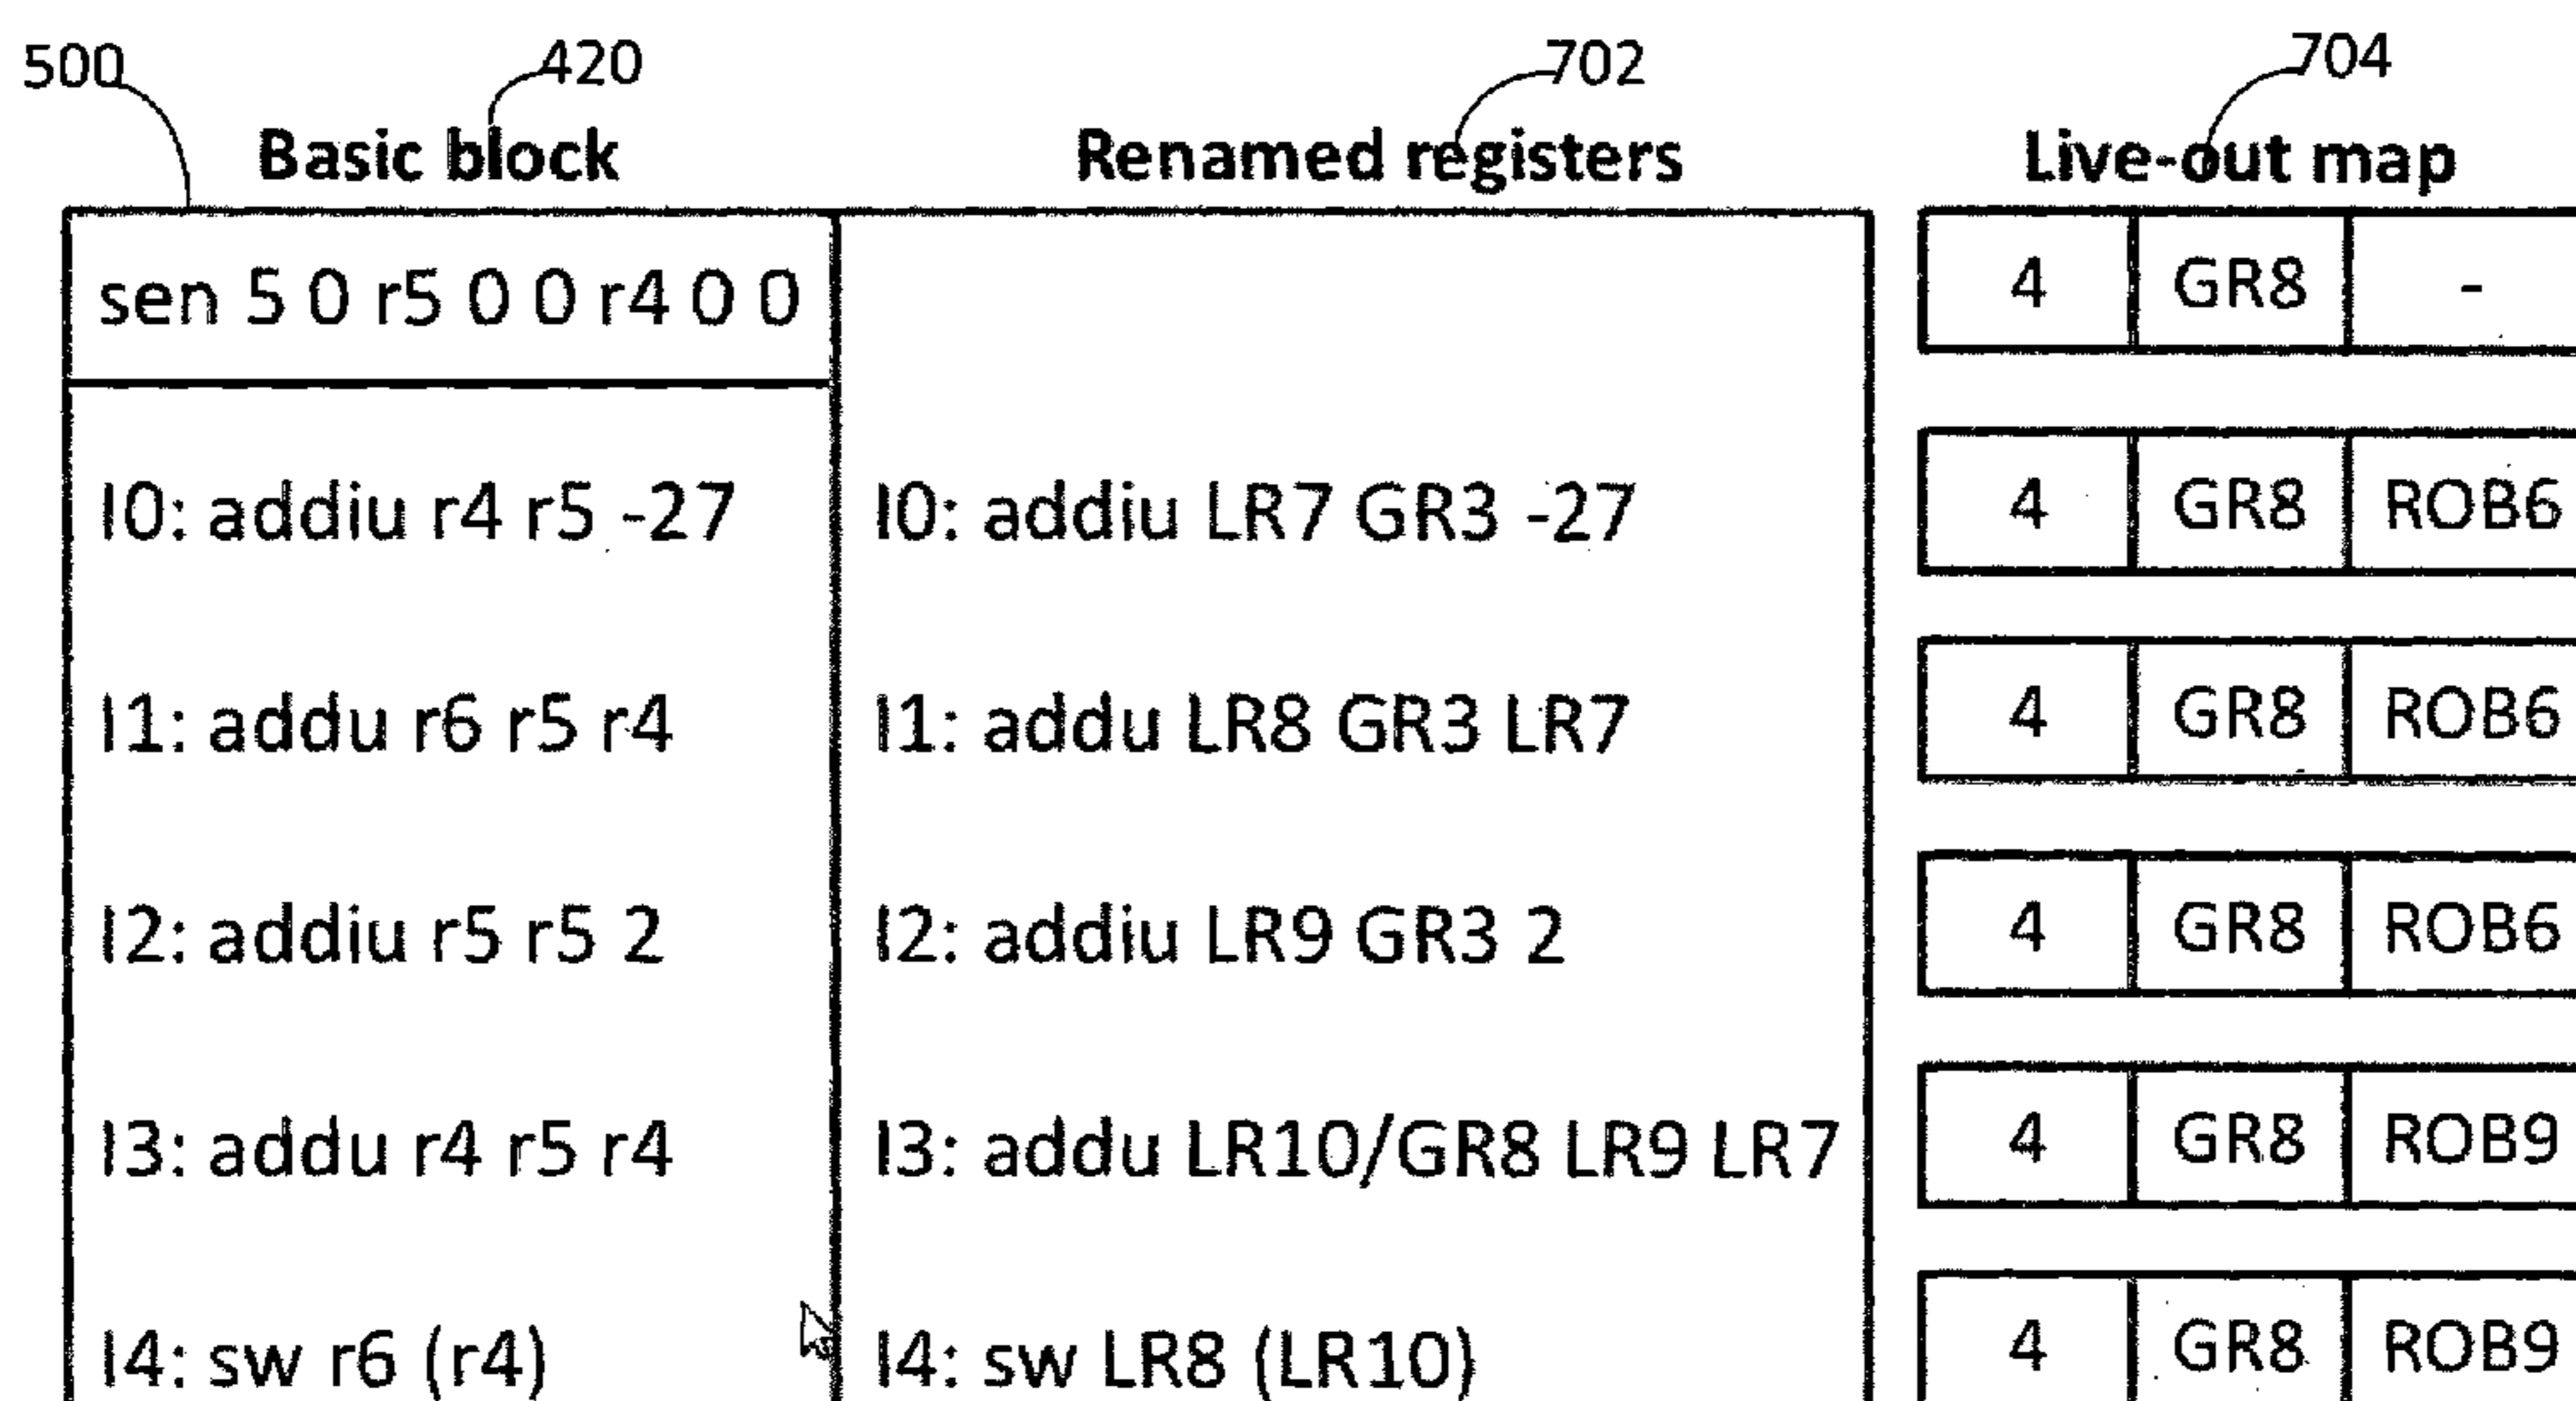 500 420 702 704
Basic block Renamed registers Live-out map
sen 5 0 r5 0 0 r4 0 0 4 GR8 -
I0: addiu r4 r5 -27 I0: addiu LR7 GR3 -27 4 GR8 ROB6
I1: addu r6 r5 r4 I1: addu LR8 GR3 LR7 4 GR8 ROB6
I2: addiu r5 r5 2 I2: addiu LR9 GR3 2 4 GR8 ROB6
I3: addu r4 r5 r4 I3: addu LR10/GR8 LR9 LR7 4 GR8 ROB9
I4: sw r6 (r4) I4: sw LR8 (LR10) 4 GR8 ROB9